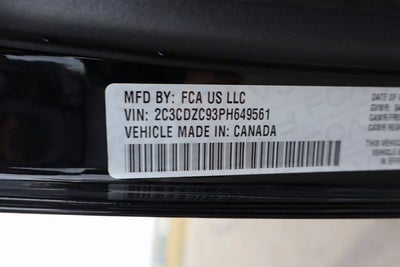 MFD BY: FCA US LLC
VIN: 2C3CDZC93PH649561
VEHICLE MADE IN: CANADA